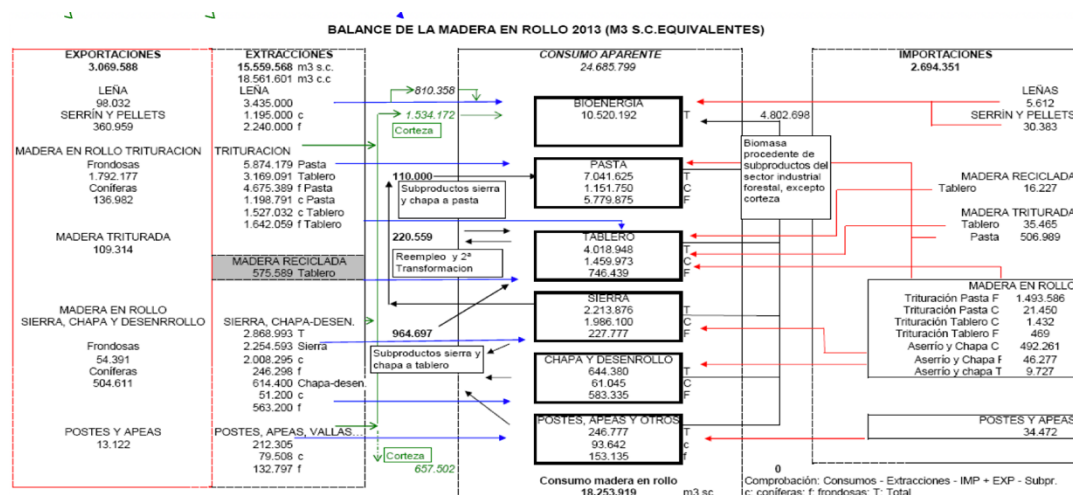 BALANCE DE LA MADERA EN ROLLO 2013 (M3 S.C.EQUIVALENTES)
EXPORTACIONES
3.069.588
LEÑA
98.032
SERRÍN Y PELLETS
360.959
MADERA EN ROLLO TRITURACION
Frondosas
1.792.177
Coníferas
136.982
MADERA TRITURADA
109.314
MADERA EN ROLLO
SIERRA, CHAPA Y DESENRROLLO
Frondosas
54.391
Coníferas
504.611
POSTES Y APEAS
13.122
EXTRACCIONES
15.559.568 m3 s.c.
18.561.601 m3 c.c
LEÑA
3.435.000
1.195.000 c
2.240.000 f
TRITURACION
5.874.179 Pasta
3.169.091 Tablero
4.675.389 f Pasta
1.198.791 c Pasta
1.527.032 c Tablero
1.642.059 f Tablero
MADERA RECICLADA
575.589 Tablero
SIERRA, CHAPA-DESEN.
2.868.993 T
2.254.593 Sierra
2.008.295 c
246.298 f
614.400 Chapa-desen.
51.200 c
563.200 f
POSTES, APEAS, VALLAS...
212.305
79.508 c
132.797 f
810.358
1.534.172
Corteza
110.000
Subproductos sierra
y chapa a pasta
220.559
Reempleo y 2ª
Transformacion
964.697
Subproductos sierra y
chapa a tablero
Corteza
657.502
CONSUMO APARENTE
24.685.799
BIOENERGIA
10.520.192 T
PASTA
7.041.625 T
1.151.750 C
5.779.875 F
TABLERO
4.018.948 T
1.459.973 C
746.439 F
SIERRA
2.213.876 T
1.986.100 C
227.777 F
CHAPA Y DESENROLLO
644.380 T
61.045 C
583.335 F
POSTES, APEAS Y OTROS
246.777 T
93.642 c
153.135 f
Consumo madera en rollo
18.253.919 m3 sc
4.802.698
Biomasa
procedente de
subproductos del
sector industrial
forestal, excepto
corteza
0
Comprobación: Consumos - Extracciones - IMP + EXP - Subpr.
c: coníferas; f: frondosas; T: Total
IMPORTACIONES
2.694.351
LEÑAS
5.612
SERRÍN Y PELLETS
30.383
MADERA RECICLADA
Tablero 16.227
MADERA TRITURADA
Tablero 35.465
Pasta 506.989
MADERA EN ROLLO
Trituración Pasta F 1.493.586
Trituración Pasta C 21.450
Trituración Tablero C 1.432
Trituración Tablero F 469
Aserrío y Chapa C 492.261
Aserrío y Chapa F 46.277
Aserrío y chapa T 9.727
POSTES Y APEAS
34.472